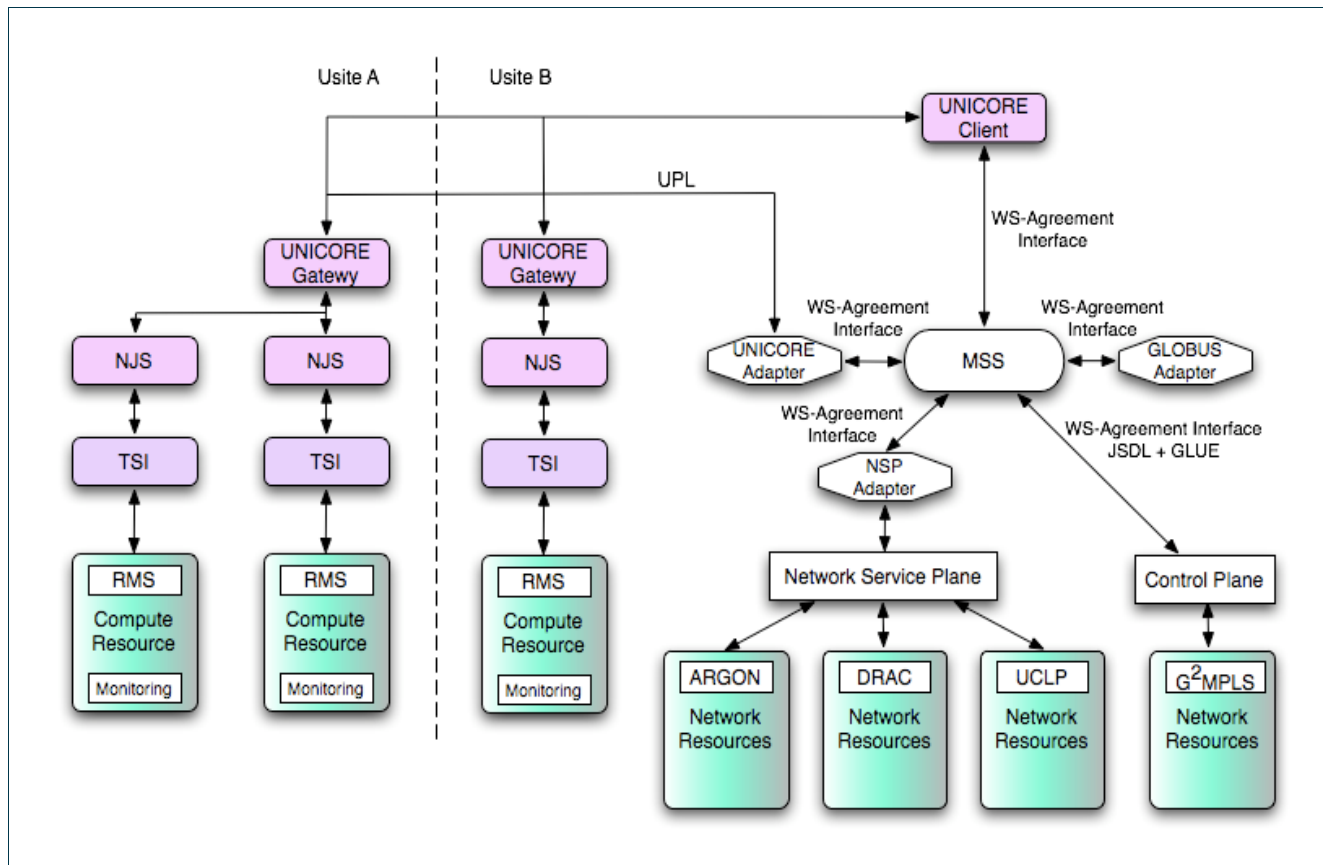 Usite A
Usite B
UNICORE
Client
UPL
WS-Agreement
Interface
UNICORE
Gatewy
UNICORE
Gatewy
WS-Agreement
Interface
WS-Agreement
Interface
NJS
NJS
NJS
UNICORE
Adapter
MSS
GLOBUS
Adapter
WS-Agreement
Interface
WS-Agreement Interface
JSDL + GLUE
TSI
TSI
TSI
NSP
Adapter
RMS
Compute
Resource
Monitoring
RMS
Compute
Resource
Monitoring
RMS
Compute
Resource
Monitoring
Network Service Plane
Control Plane
ARGON
Network
Resources
DRAC
Network
Resources
UCLP
Network
Resources
G²MPLS
Network
Resources